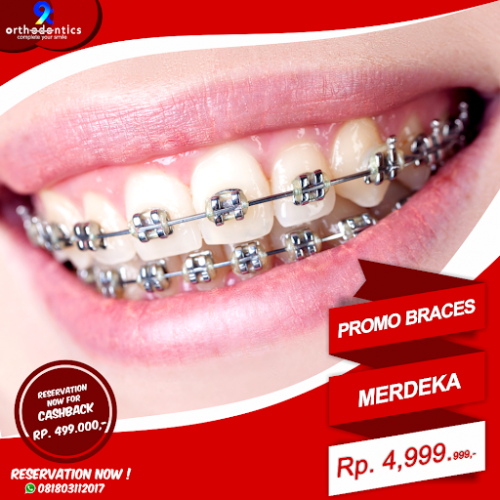 92
orthodontics
complete your smile
PROMO BRACES
MERDEKA
Rp. 4,999.999,-
RESERVATION
NOW FOR
CASHBACK
RP. 499.000,-
RESERVATION NOW !
081803112017